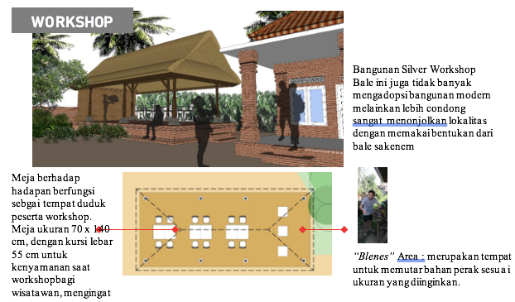 WORKSHOP
Bangunan Silver Workshop
Bale ini juga tidak banyak
mengadopsi bangunan modern
melainkan lebih condong
sangat menonjolkan lokalitas
dengan memakai bentukan dari
bale sakenem
Meja berhadap
hadapan berfungsi
sebgai tempat duduk
peserta workshop.
Meja ukuran 70 x 140
cm, dengan kursi lebar
55 cm untuk
kenyamanan saat
workshop bagi
wisatawan, mengingat
“Blenes” Area : merupakan tempat
untuk memutar bahan perak sesuai
ukuran yang diinginkan.